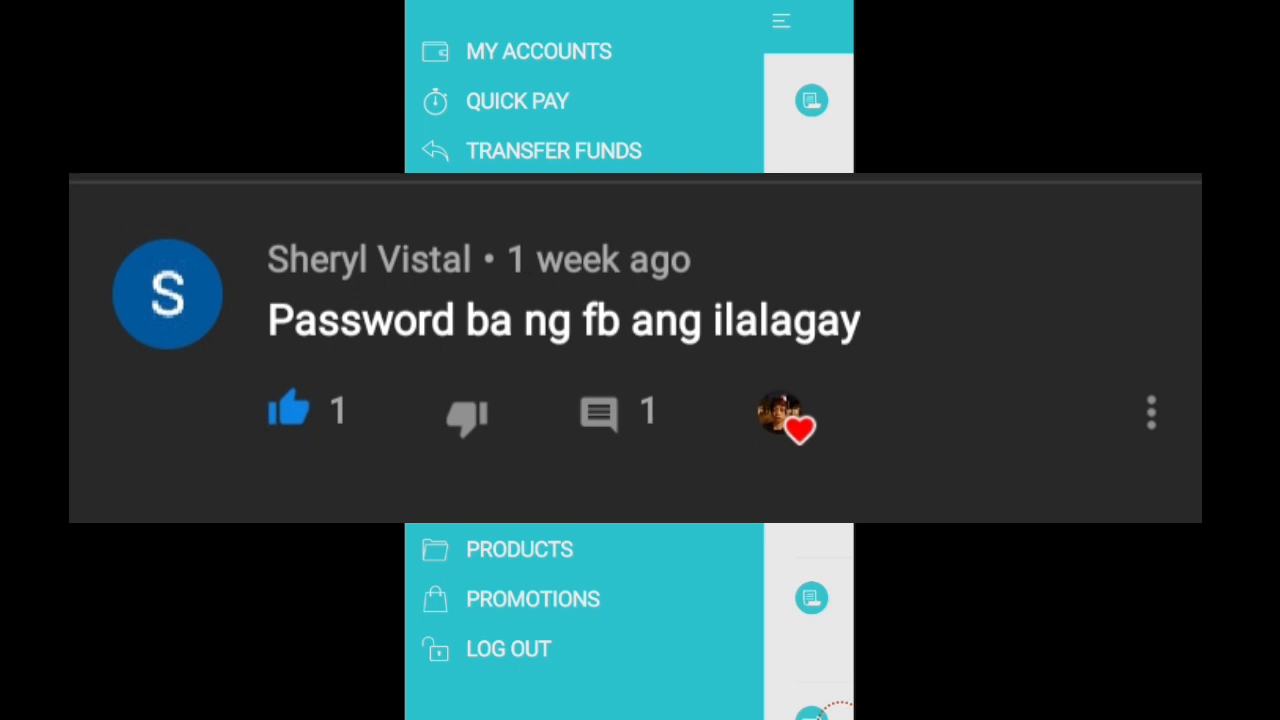 MY ACCOUNTS
QUICK PAY
TRANSFER FUNDS
S
Sheryl Vistal • 1 week ago
Password ba ng fb ang ilalagay
1
1
PRODUCTS
PROMOTIONS
LOG OUT